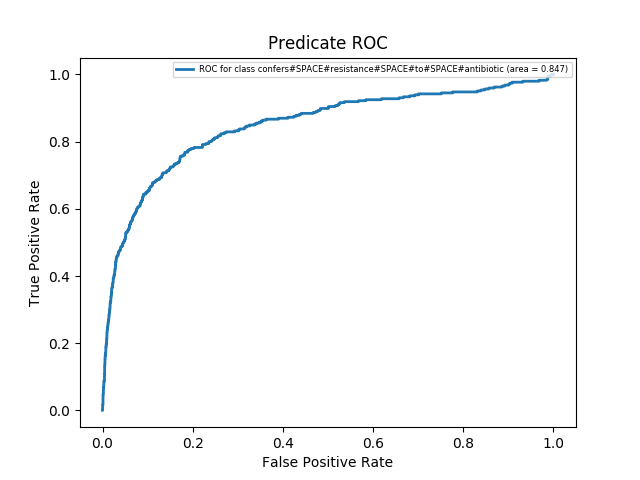 Predicate ROC
ROC for class confers#SPACE#resistance#SPACE#to#SPACE#antibiotic (area = 0.847)
1.0
0.8
0.6
0.4
0.2
0.0
True Positive Rate
0.0 0.2 0.4 0.6 0.8 1.0
False Positive Rate